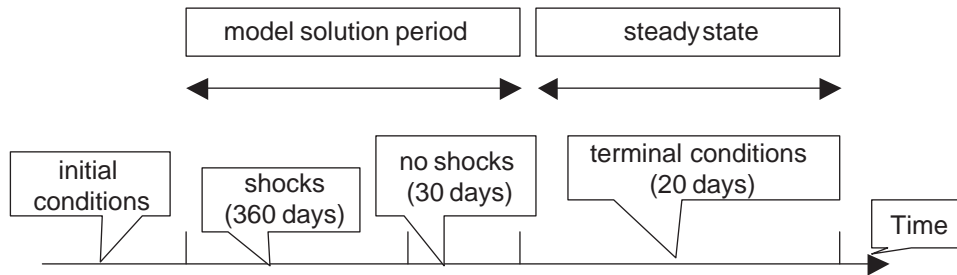 model solution period
steady state
initial
conditions
shocks
(360 days)
no shocks
(30 days)
terminal conditions
(20 days)
Time